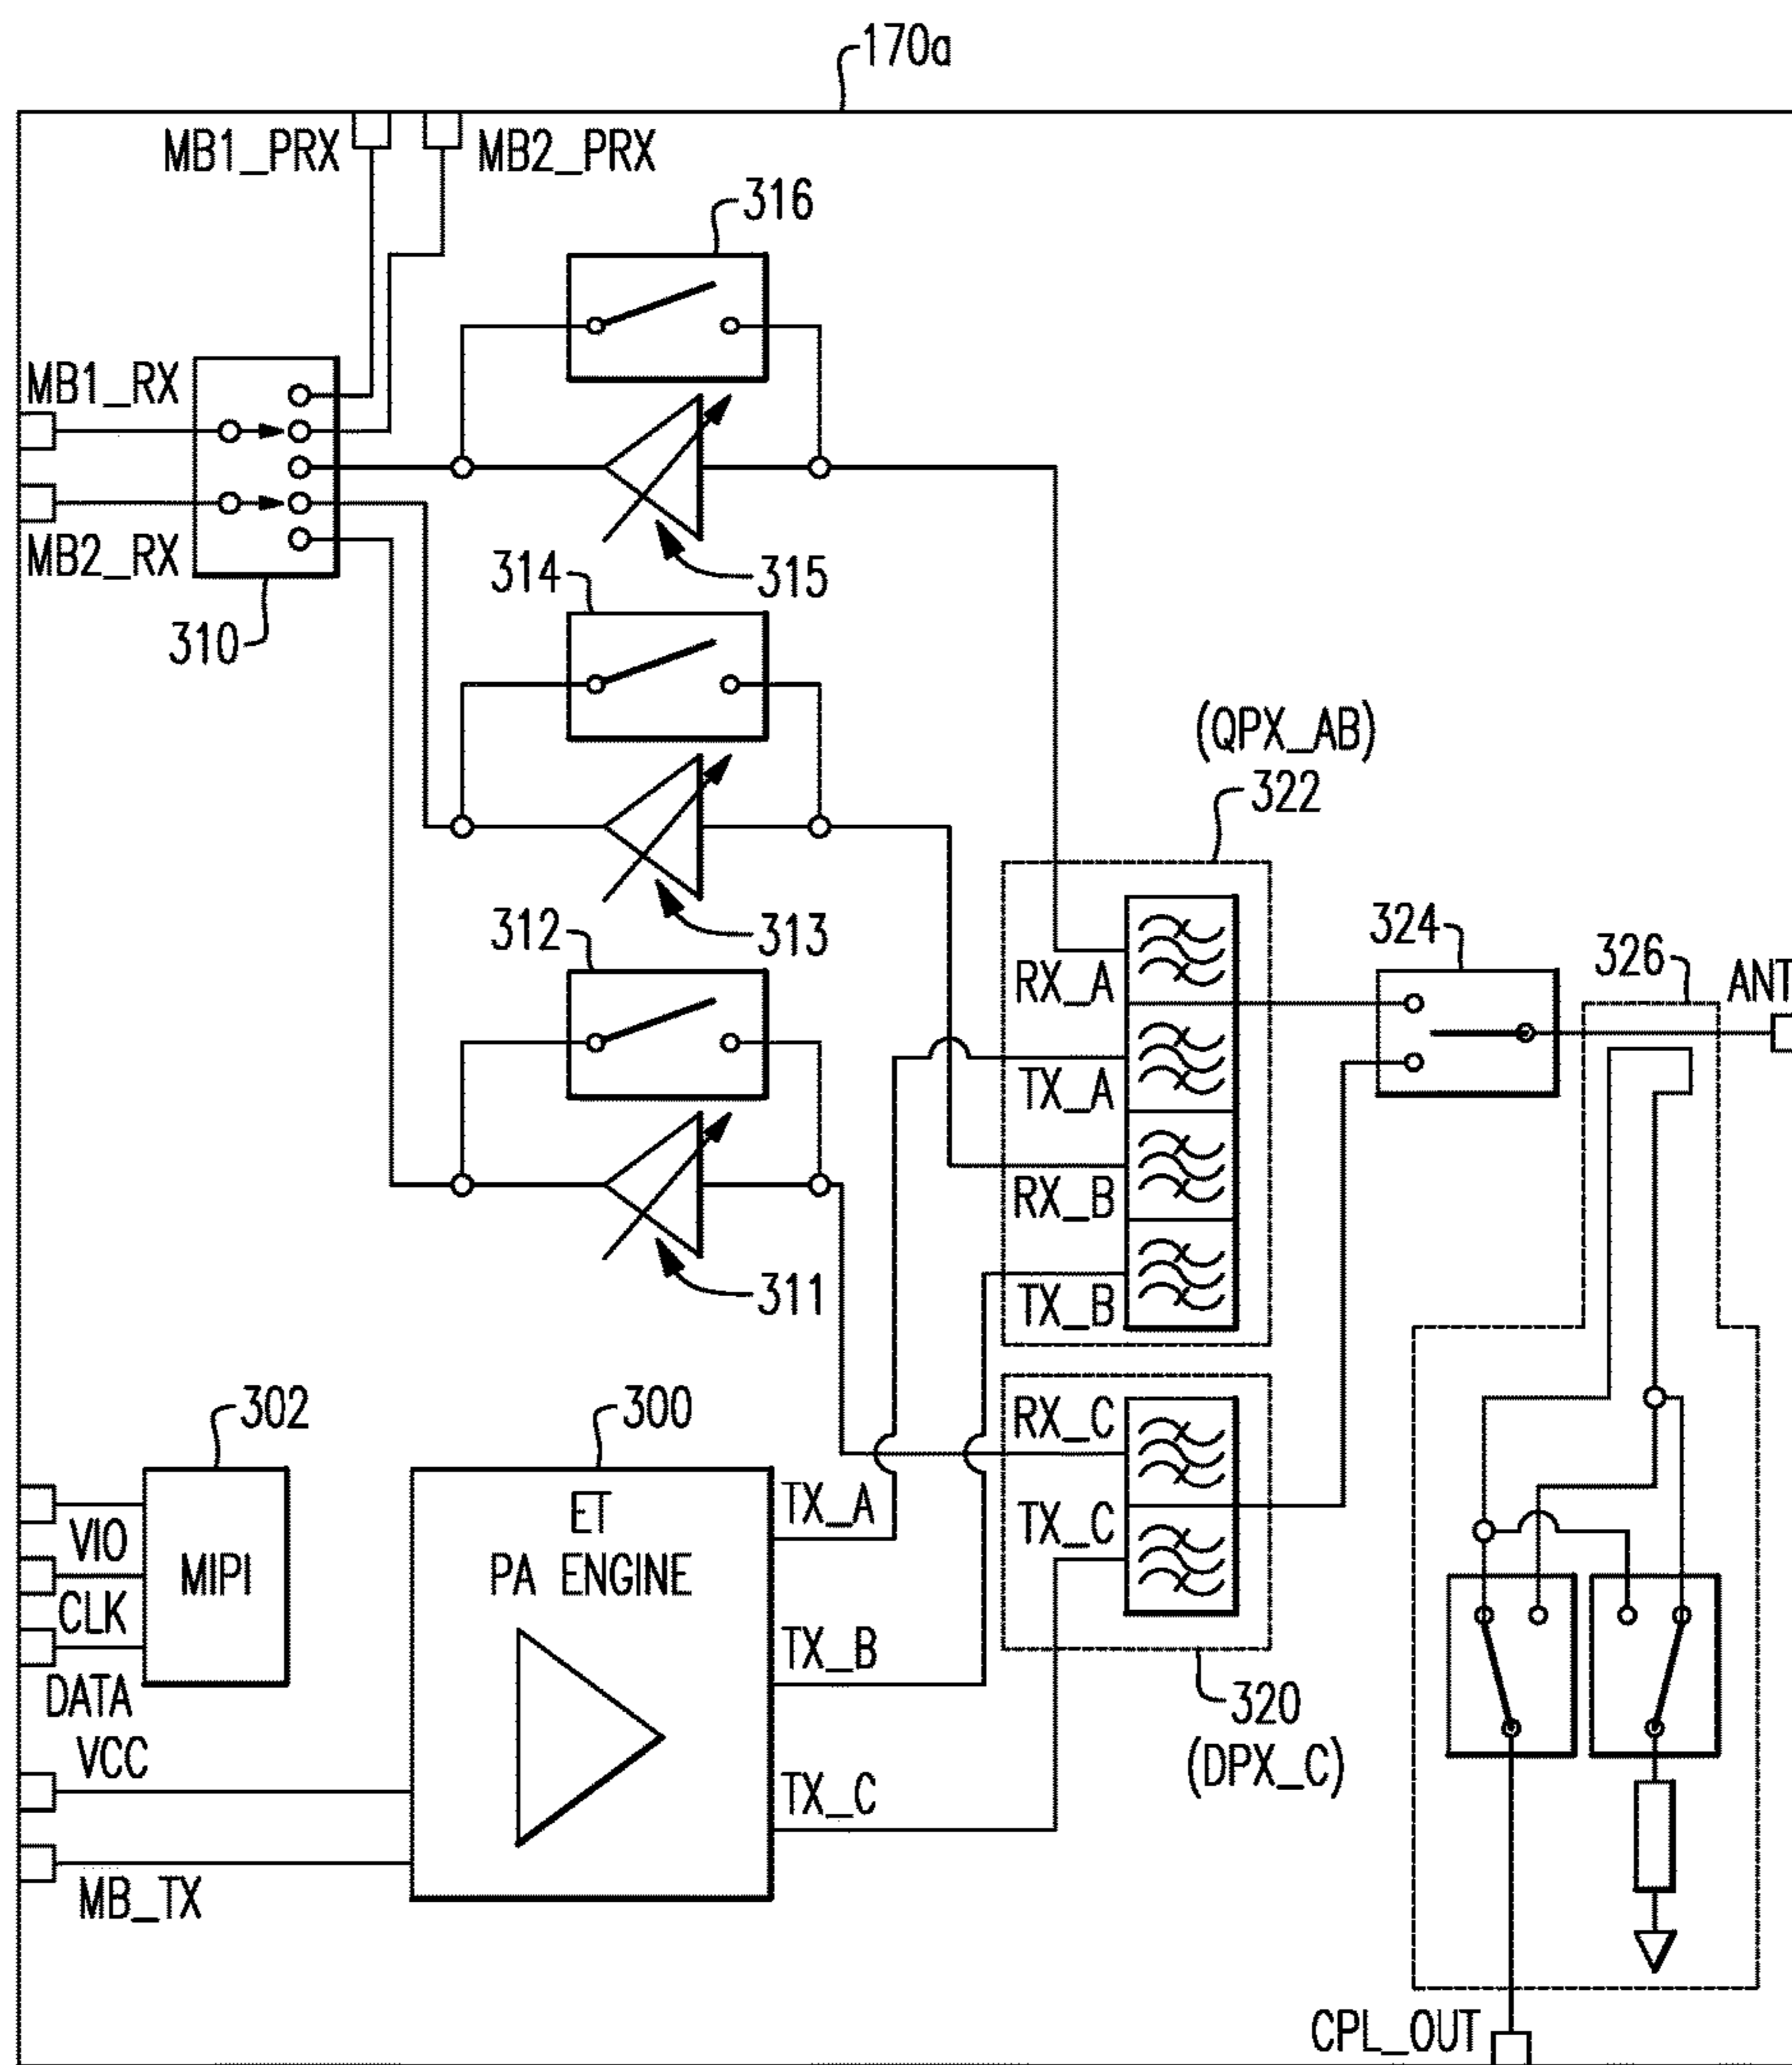 170a
MB1_PRX
MB2_PRX
316
MB1_RX
MB2_RX
310
315
314
313
(QPX_AB)
322
312
311
RX_A
TX_A
RX_B
TX_B
324
326
ANT
302
300
VIO
CLK
DATA
MIPI
VCC
MB_TX
ET
PA ENGINE
TX_A
TX_B
TX_C
RX_C
TX_C
320
(DPX_C)
CPL_OUT